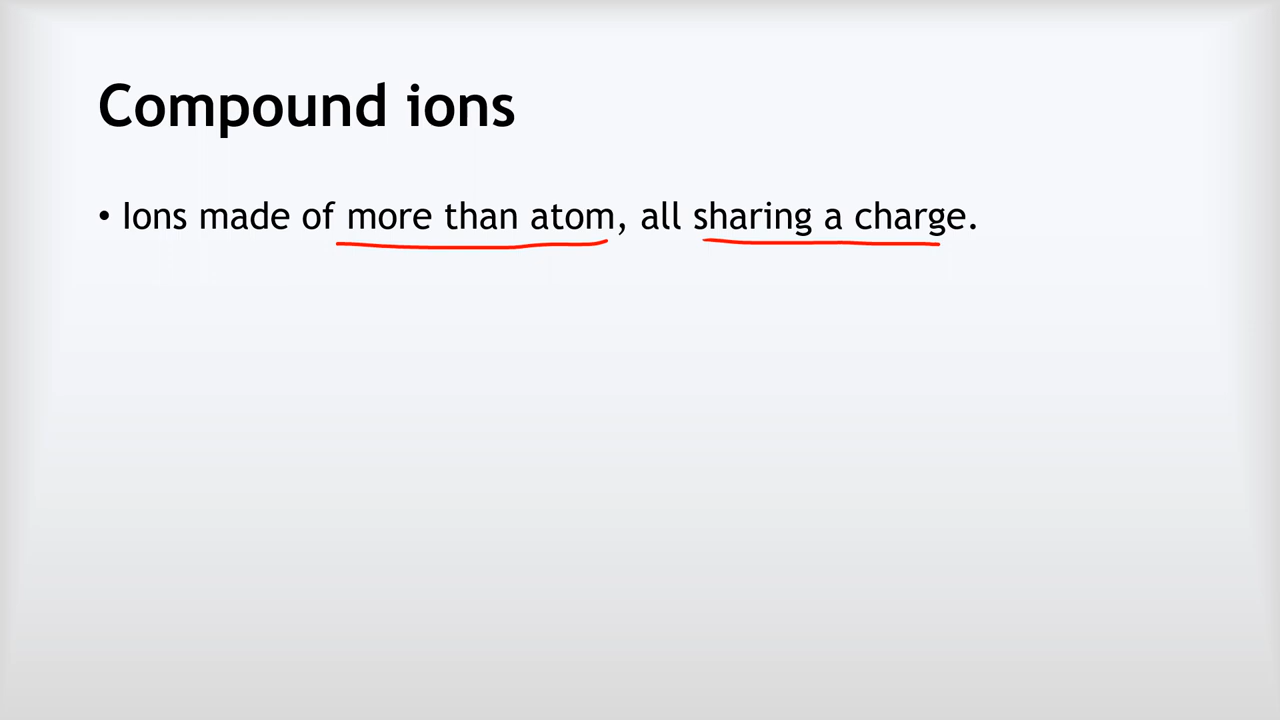 Compound ions
• Ions made of more than atom, all sharing a charge.